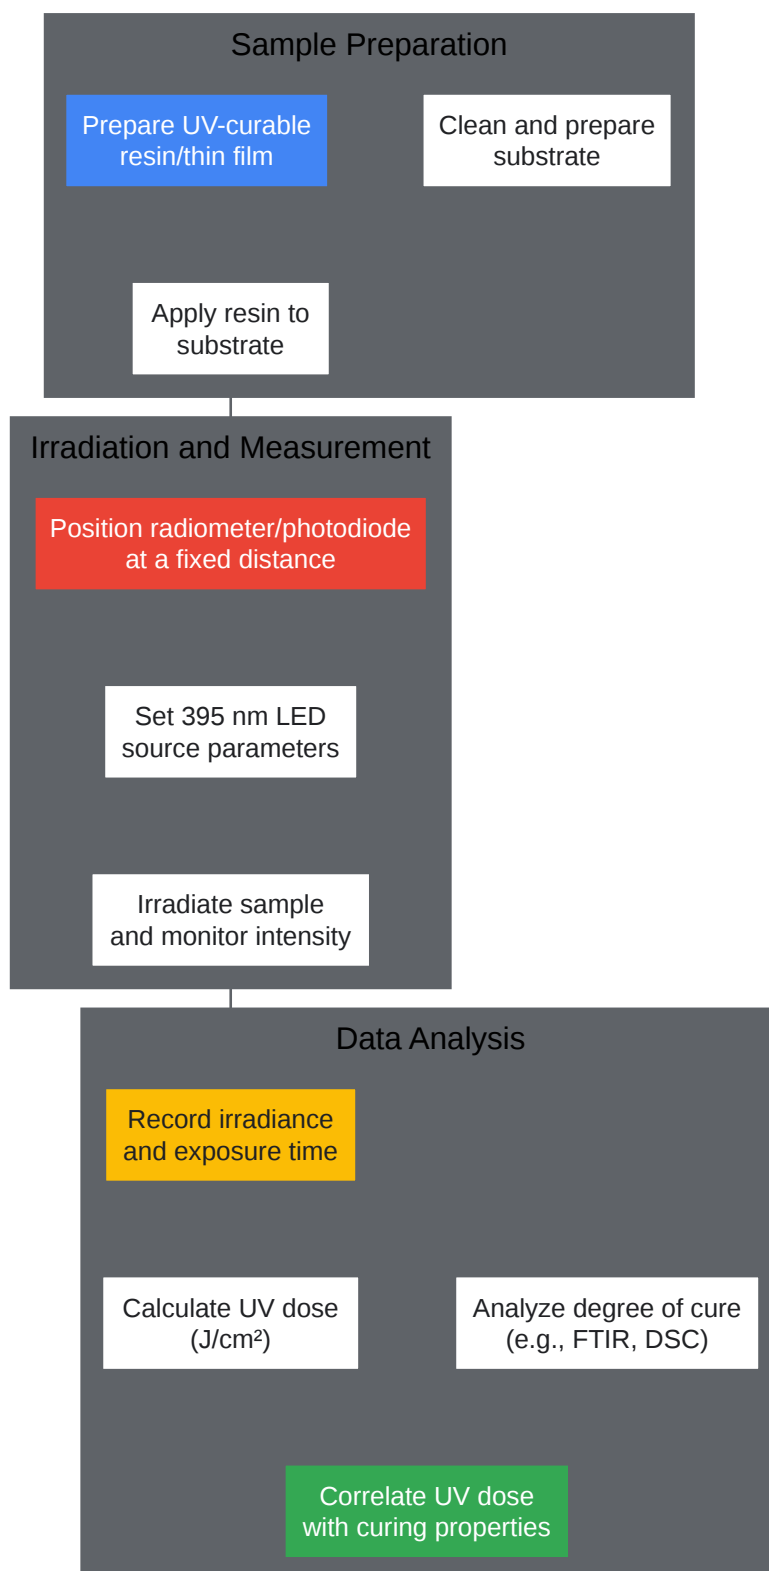 Sample Preparation
Prepare UV-curable
resin/thin film
Clean and prepare
substrate
Apply resin to
substrate
Irradiation and Measurement
Position radiometer/photodiode
at a fixed distance
Set 395 nm LED
source parameters
Irradiate sample
and monitor intensity
Data Analysis
Record irradiance
and exposure time
Calculate UV dose
(J/cm²)
Analyze degree of cure
(e.g., FTIR, DSC)
Correlate UV dose
with curing properties